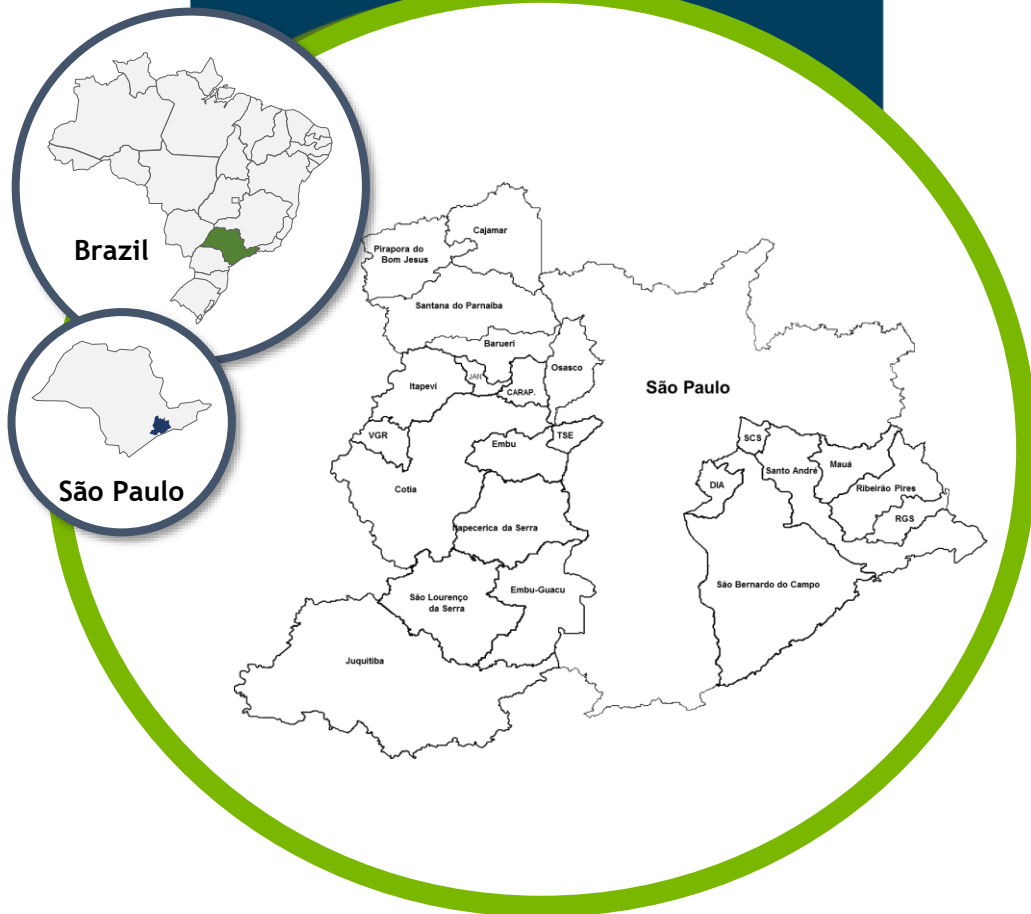 Brazil
São Paulo
Cajamar
Pirapora do
Bom Jesus
Santana do Parnaíba
Barueri
Osasco
Itapevi
JAN
CARAP.
São Paulo
VGR
Embu
TSE
SCS
Mauá
Santo André
DIA
Ribeirão Pires
Cotia
RGS
Itapecerica da Serra
São Bernardo do Campo
São Lourenço
da Serra
Embu-Guacu
Juquitiba